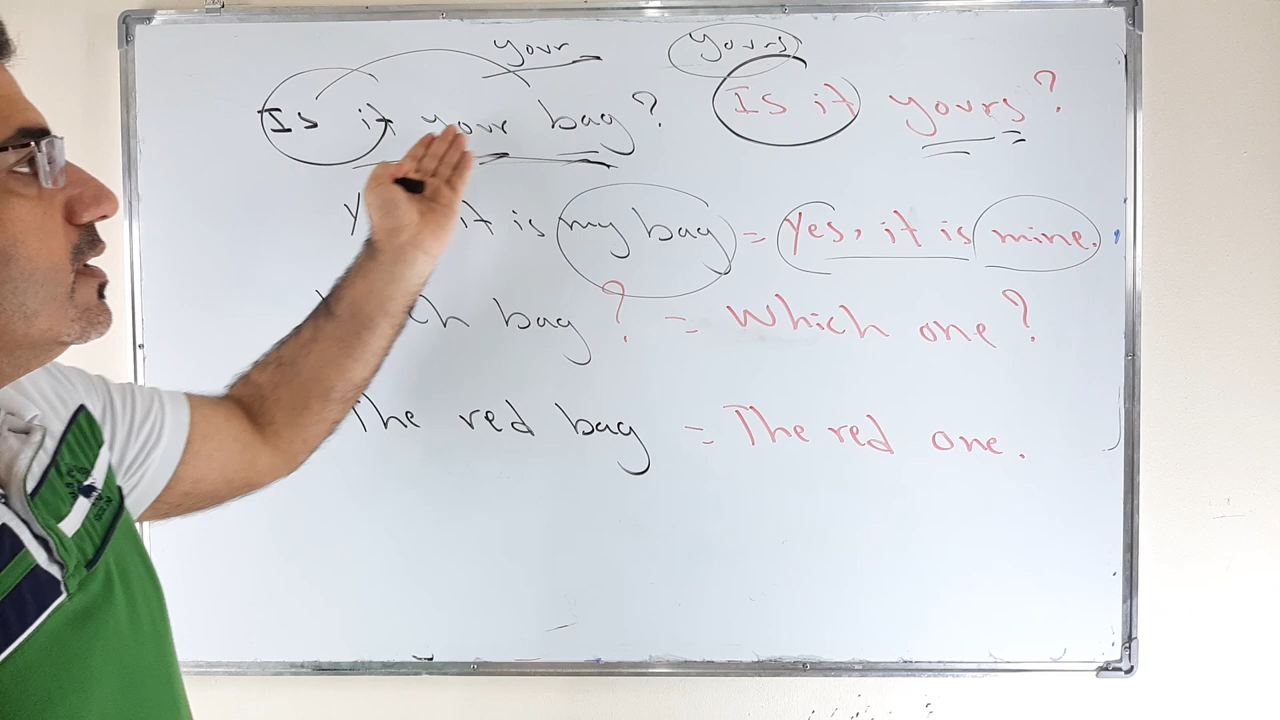 your yours
Is it your bag? Is it yours?
it is my bag = yes, it is mine.
bag? = Which one?
The red bag = The red one.